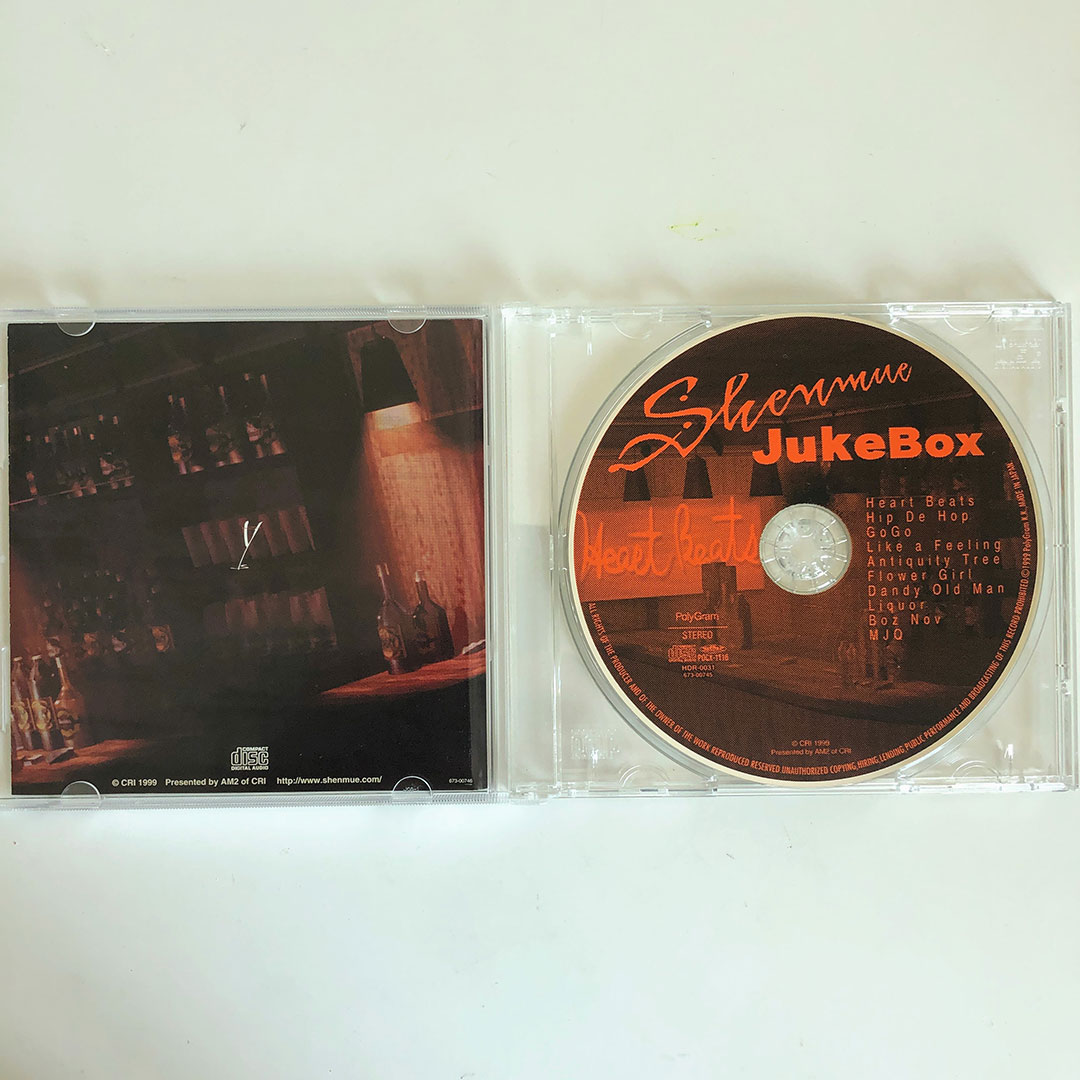 Y
COMPACT
disc
DIGITAL AUDIO
© CRI 1999 Presented by AM2 of CRI http://www.shenmue.com/
673-00746
Shenmue
JukeBox
Heart Beats
Heart Beats
Hip De Hop
GoGo
Like a Feeling
Antiquity Tree
Flower Girl
Dandy Old Man
Liquor
Boz Nov
MJQ
PolyGram
STEREO
POCX-1116
HDR-0031
673-00745
© CRI 1999
Presented by AM2 of CRI
ALL RIGHTS OF THE PRODUCER AND OF THE OWNER OF THE WORK REPRODUCED RESERVED UNAUTHORIZED COPYING,HIRING,LENDING,PUBLIC PERFORMANCE AND BROADCASTING OF THIS RECORD PROHIBITED Ⓒ1999 PolyGram K.K., MADE IN JAPAN